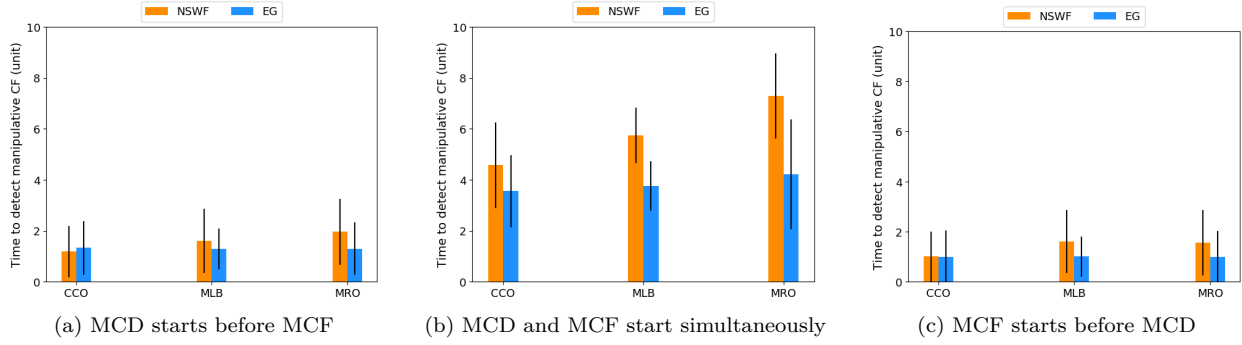 NSWF EG
Time to detect manipulative CF (unit)
10
8
6
4
2
0
CCO MLB MRO
(a) MCD starts before MCF
NSWF EG
Time to detect manipulative CF (unit)
10
8
6
4
2
0
CCO MLB MRO
(b) MCD and MCF start simultaneously
NSWF EG
Time to detect manipulative CF (unit)
10
8
6
4
2
0
CCO MLB MRO
(c) MCF starts before MCD